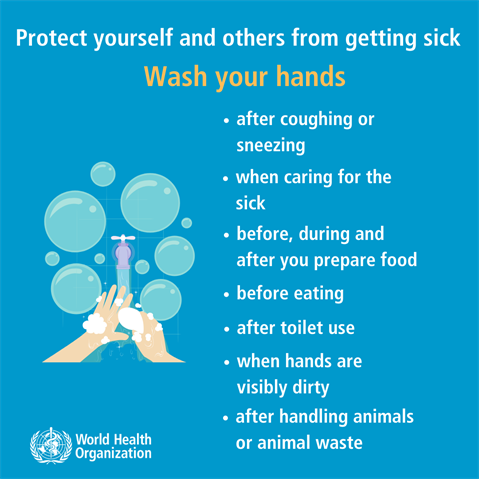 Protect yourself and others from getting sick
Wash your hands
• after coughing or
sneezing
• when caring for the
sick
• before, during and
after you prepare food
• before eating
• after toilet use
• when hands are
visibly dirty
• after handling animals
or animal waste
World Health
Organization